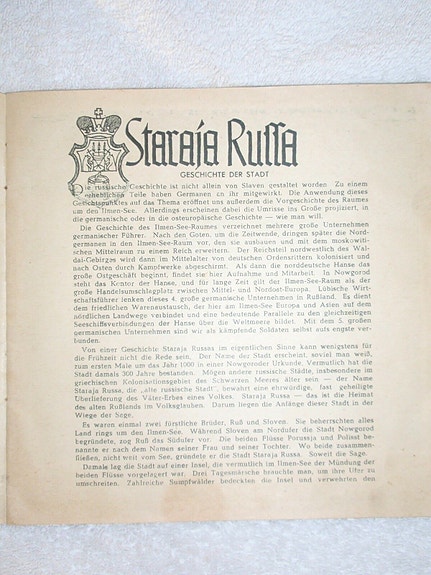 Staraja Russa
GESCHICHTE DER STADT
Die russische Geschichte ist nicht allein von Slaven gestaltet worden. Zu einem
erheblichen Teile haben Germanen an ihr mitgewirkt. Die Anwendung dieses
Gesichtspunktes auf das Thema eröffnet uns außerdem die Vorgeschichte des Raumes
um den Ilmen-See. Allerdings erscheinen dabei die Umrisse ins Große projiziert, in
die germanische oder in die osteuropäische Geschichte — wie man will.
Die Geschichte des Ilmen-See-Raumes verzeichnet mehrere große Unternehmen
germanischer Führer. Nach den Goten, um die Zeitwende, dringen später die Nord-
germanen in den Ilmen-See-Raum vor, den sie ausbauen und mit dem moskowiti-
schen Mittelraum zu einem Reich erweitern. Der Reichsteil nordwestlich des Wal-
dai-Gebirges wird dann im Mittelalter von deutschen Ordensrittern kolonisiert und
nach Osten durch Kampfwerke abgeschirmt. Als dann die norddeutsche Hanse das
große Ostgeschäft beginnt, findet sie hier Aufnahme und Mitarbeit. In Nowgorod
steht das Kontor der Hanse, und für lange Zeit gilt der Ilmen-See-Raum als der
große Handelsumschlagplatz zwischen Mittel- und Nordost-Europa. Lübische Wirt-
schaftsführer lenken dieses 4. große germanische Unternehmen in Rußland. Es dient
dem friedlichen Warenaustausch, der hier am Ilmen-See Europa und Asien auf dem
nördlichen Landwege verbindet und eine bedeutende Parallele zu den gleichzeitigen
Seeschiffsverbindungen der Hanse über die Weltmeere bildet. Mit dem 5. großen
germanischen Unternehmen sind wir als kämpfende Soldaten selbst aufs engste ver-
bunden.
Von einer Geschichte Staraja Russas im eigentlichen Sinne kann wenigstens für
die Frühzeit nicht die Rede sein. Der Name der Stadt erscheint, soviel man weiß,
zum ersten Male um das Jahr 1000 in einer Nowgoroder Urkunde. Vermutlich hat die
Stadt damals 300 Jahre bestanden. Mögen andere russische Städte, insbesondere im
griechischen Kolonisationsgebiet des Schwarzen Meeres älter sein — der Name
Staraja Russa, die „alte russische Stadt", bewahrt eine ehrwürdige, fast geheiligte
Überlieferung des Väter-Erbes eines Volkes. Staraja Russa — das ist die Heimat
des alten Rußlands im Volksglauben. Darum liegen die Anfänge dieser Stadt in der
Wiege der Sage.
Es waren einmal zwei fürstliche Brüder, Ruß und Sloven. Sie beherrschten alles
Land rings um den Ilmen-See. Während Sloven am Nordufer die Stadt Nowgorod
begründete, zog Ruß das Südufer vor. Die beiden Flüsse Porussja und Polisst be-
nannte er nach dem Namen seiner Frau und seiner Tochter. Wo beide zusammen-
fließen, nicht weit vom See, gründete er die Stadt Staraja Russa. Soweit die Sage.
Damals lag die Stadt auf einer Insel, die vermutlich im Ilmen-See der Mündung der
beiden Flüsse vorgelagert war. Drei Tagemärsche brauchte man, um ihre Ufer zu
umschreiten. Zahlreiche Sumpfwälder bedeckten die Insel und verwehrten den